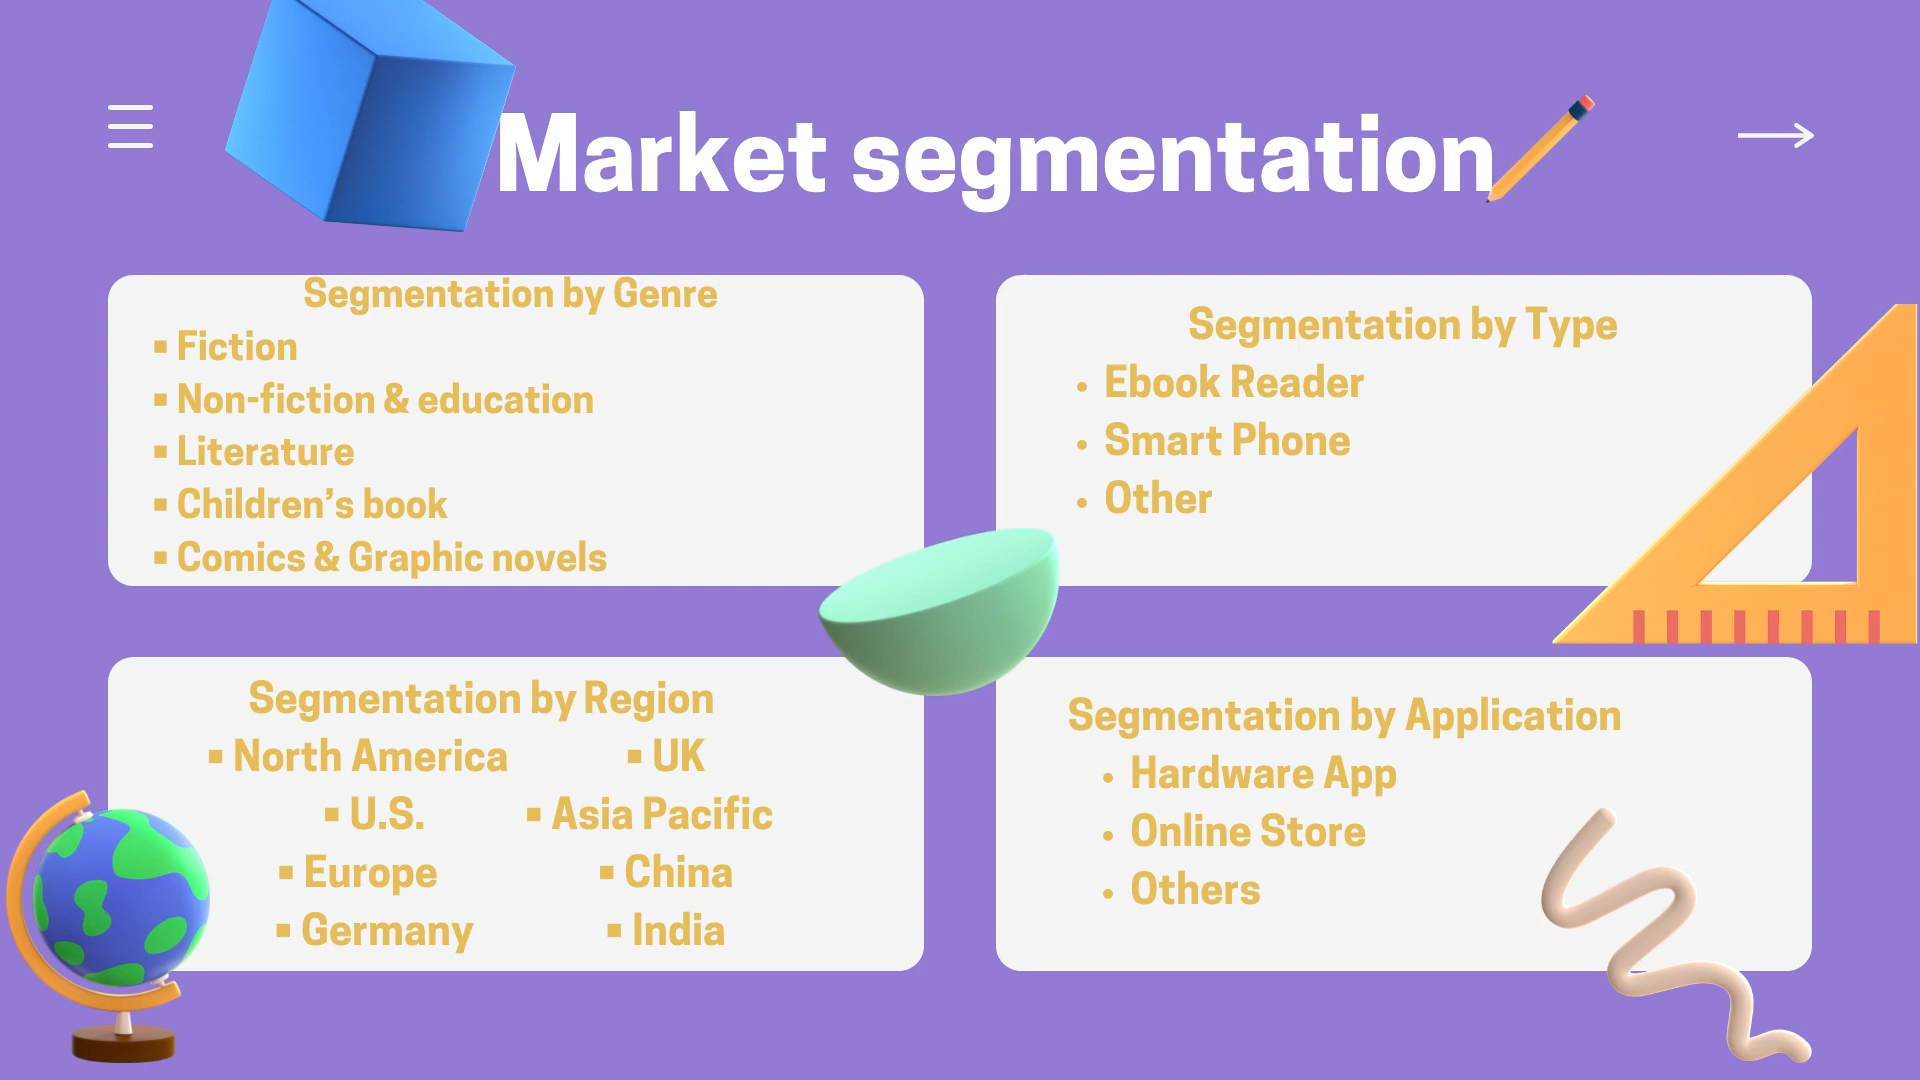 Market segmentation
Segmentation by Genre
▪ Fiction
▪ Non-fiction & education
▪ Literature
▪ Children’s book
▪ Comics & Graphic novels
Segmentation by Type
• Ebook Reader
• Smart Phone
• Other
Segmentation by Region
▪ North America
▪ U.S.
▪ Europe
▪ Germany
▪ UK
▪ Asia Pacific
▪ China
▪ India
Segmentation by Application
• Hardware App
• Online Store
• Others